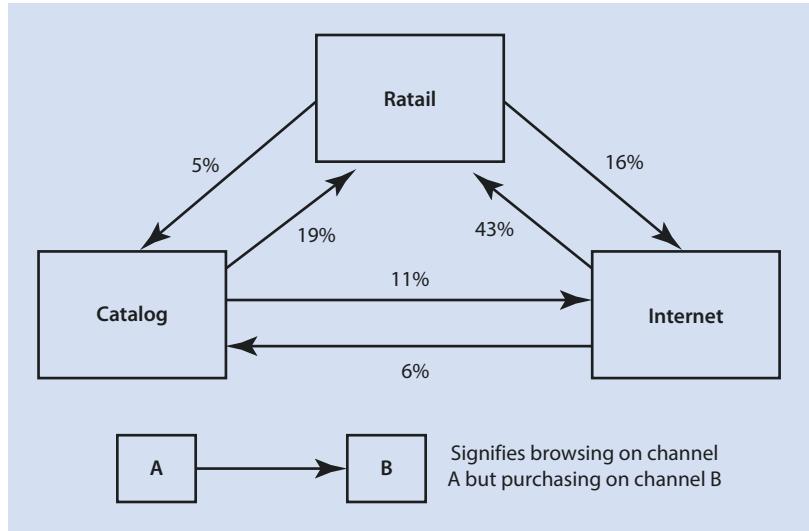 Ratail
5%
16%
19%
43%
Catalog
11%
Internet
6%
A
B
Signifies browsing on channel
A but purchasing on channel B